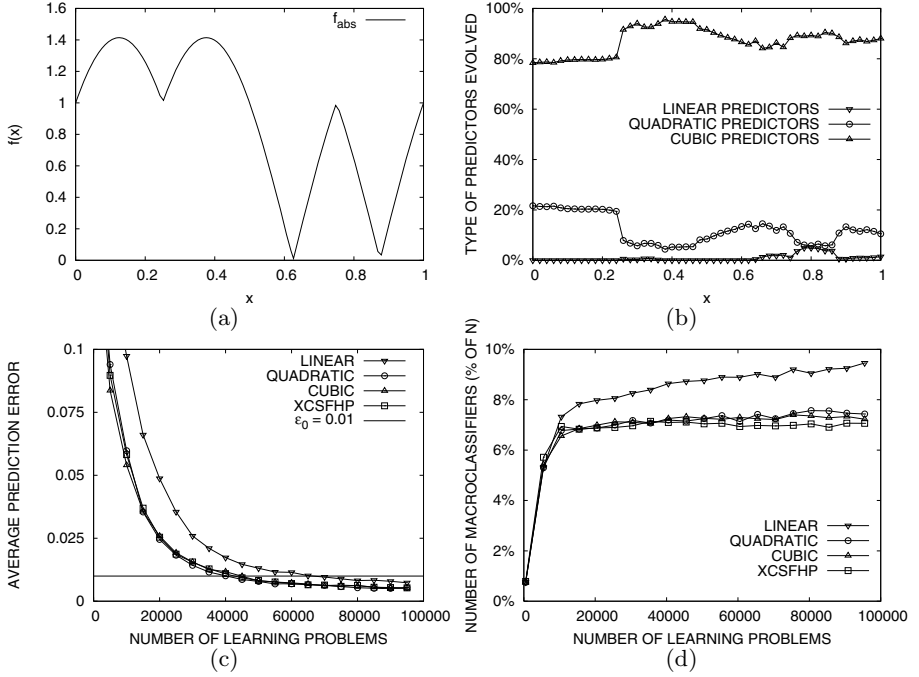 1.6
1.4
1.2
1
0.8
0.6
0.4
0.2
0
f(x)
f_abs
0 0.2 0.4 0.6 0.8 1
x
(a)
100%
80%
60%
40%
20%
0%
TYPE OF PREDICTORS EVOLVED
LINEAR PREDICTORS
QUADRATIC PREDICTORS
CUBIC PREDICTORS
0 0.2 0.4 0.6 0.8 1
x
(b)
0.1
0.075
0.05
0.025
0
AVERAGE PREDICTION ERROR
LINEAR
QUADRATIC
CUBIC
XCSFHP
ε0 = 0.01
0 20000 40000 60000 80000 100000
NUMBER OF LEARNING PROBLEMS
(c)
10%
8%
6%
4%
2%
0%
NUMBER OF MACROCLASSIFIERS (% OF N)
LINEAR
QUADRATIC
CUBIC
XCSFHP
0 20000 40000 60000 80000 100000
NUMBER OF LEARNING PROBLEMS
(d)